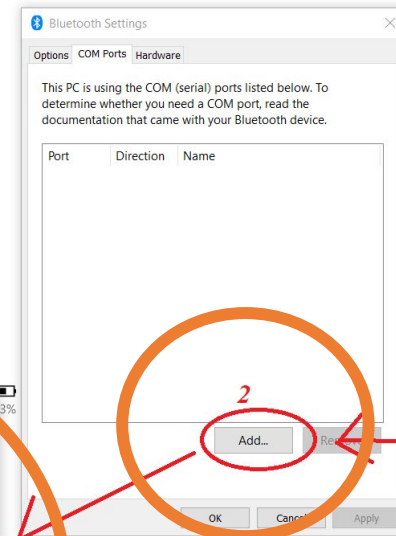 Bluetooth Settings
Options COM Ports Hardware
This PC is using the COM (serial) ports listed below. To
determine whether you need a COM port, read the
documentation that came with your Bluetooth device.
Port Direction Name
3%
2
Add...
OK Cancel Apply